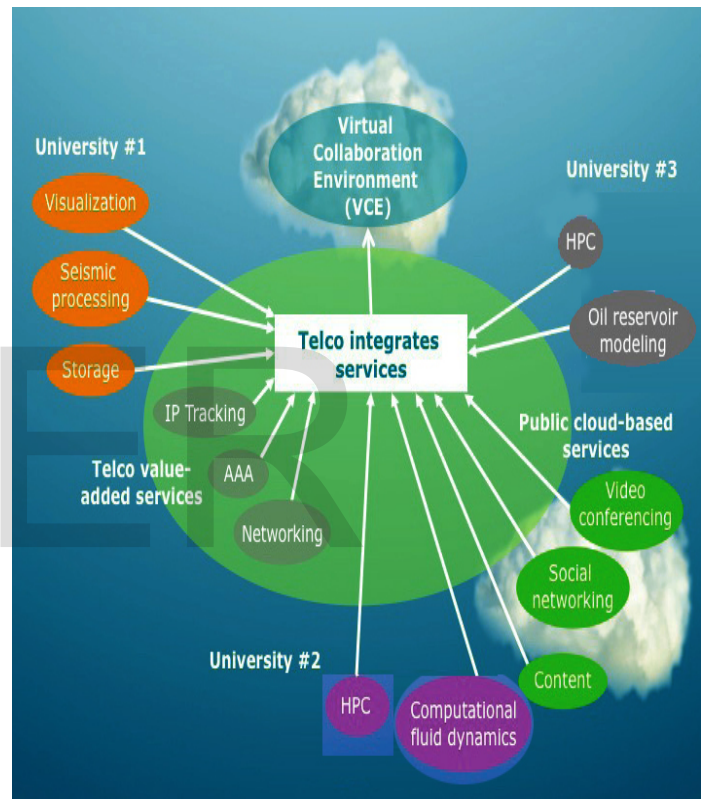 Virtual
Collaboration
Environment
(VCE)
University #1
University #3
Visualization
HPC
Seismic
processing
Oil reservoir
modeling
Telco integrates
services
Storage
IP Tracking
Public cloud-based
services
Telco value-
added services
AAA
Video
conferencing
Networking
Social
networking
University #2
Content
HPC
Computational
fluid dynamics
ER